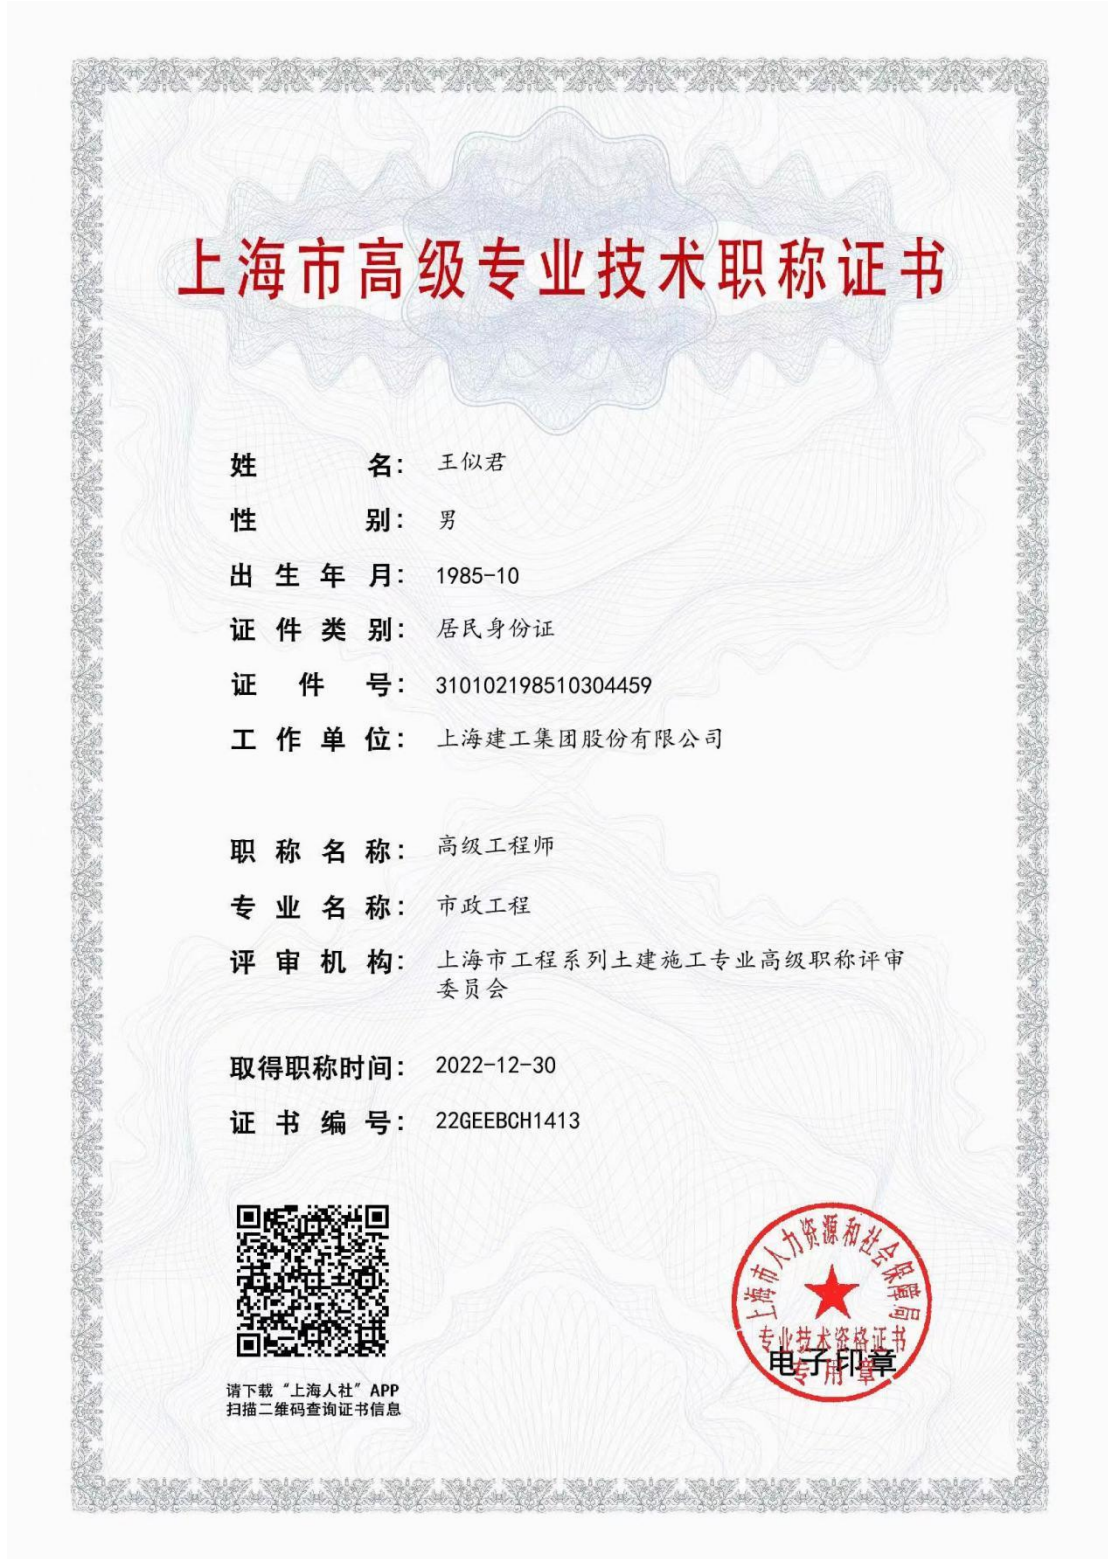 上海市高级专业技术职称证书
姓名： 王似君
性别： 男
出生年月： 1985-10
证件类别： 居民身份证
证件号： 310102198510304459
工作单位： 上海建工集团股份有限公司
职称名称： 高级工程师
专业名称： 市政工程
评审机构： 上海市工程系列土建施工专业高级职称评审
委员会
取得职称时间： 2022-12-30
证书编号： 22GEEBCH1413
请下载“上海人社”APP
扫描二维码查询证书信息
上海市人力资源和社会保障局
专业技术资格证书
电子印章
专用章